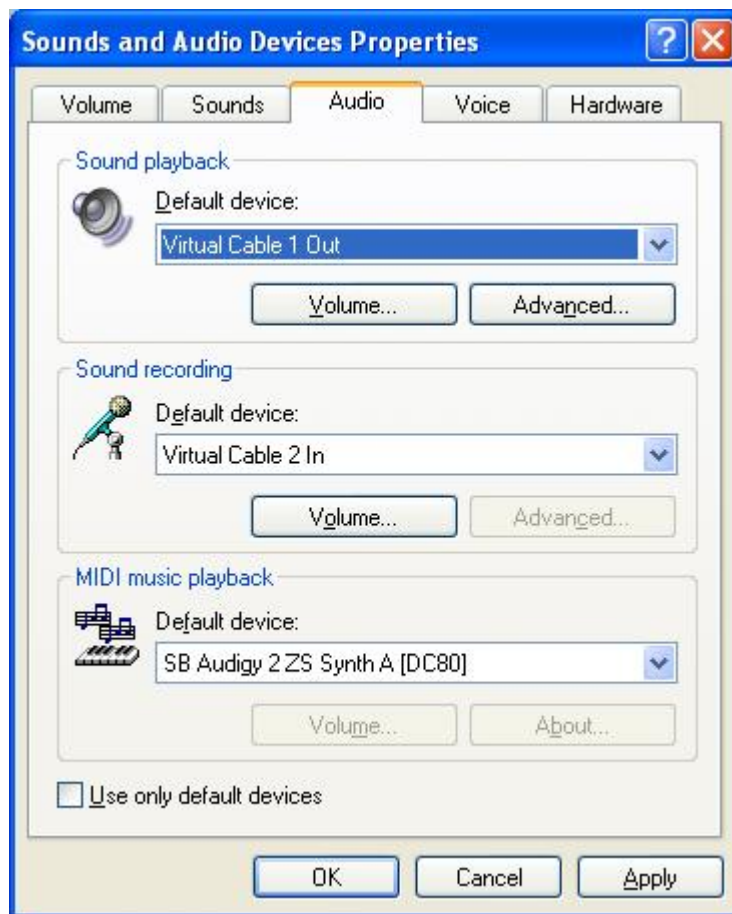 Sounds and Audio Devices Properties
Volume Sounds Audio Voice Hardware
Sound playback
Default device:
Virtual Cable 1 Out
Volume... Advanced...
Sound recording
Default device:
Virtual Cable 2 In
Volume... Advanced...
MIDI music playback
Default device:
SB Audigy 2 ZS Synth A [DC80]
Volume... About...
Use only default devices
OK Cancel Apply